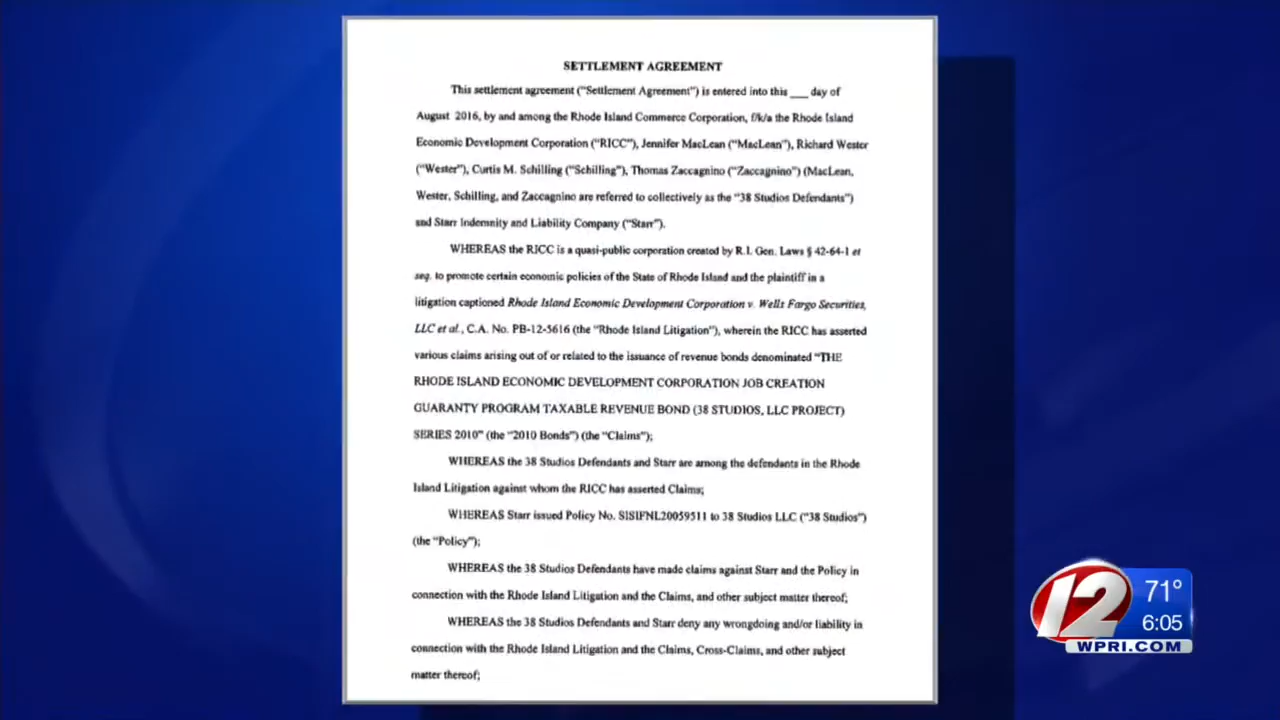 SETTLEMENT AGREEMENT
This settlement agreement ("Settlement Agreement") is entered into this ___ day of
August 2016, by and among the Rhode Island Commerce Corporation, f/k/a the Rhode Island
Economic Development Corporation ("RICC"), Jennifer MacLean ("MacLean"), Richard Wester
("Wester"), Curtis M. Schilling ("Schilling"), Thomas Zaccagnino ("Zaccagnino") (MacLean,
Wester, Schilling, and Zaccagnino are referred to collectively as the "38 Studios Defendants")
and Starr Indemnity and Liability Company ("Starr").
WHEREAS the RICC is a quasi-public corporation created by R.I. Gen. Laws § 42-64-1 et
seq. to promote certain economic policies of the State of Rhode Island and the plaintiff in a
litigation captioned Rhode Island Economic Development Corporation v. Wells Fargo Securities,
LLC et al., C.A. No. PB-12-5616 (the "Rhode Island Litigation"), wherein the RICC has asserted
various claims arising out of or related to the issuance of revenue bonds denominated "THE
RHODE ISLAND ECONOMIC DEVELOPMENT CORPORATION JOB CREATION
GUARANTY PROGRAM TAXABLE REVENUE BOND (38 STUDIOS, LLC PROJECT)
SERIES 2010" (the "2010 Bonds") (the "Claims");
WHEREAS the 38 Studios Defendants and Starr are among the defendants in the Rhode
Island Litigation against whom the RICC has asserted Claims;
WHEREAS Starr issued Policy No. SISIFNL20059511 to 38 Studios LLC ("38 Studios")
(the "Policy");
WHEREAS the 38 Studios Defendants have made claims against Starr and the Policy in
connection with the Rhode Island Litigation and the Claims, and other subject matter thereof;
WHEREAS the 38 Studios Defendants and Starr deny any wrongdoing and/or liability in
connection with the Rhode Island Litigation and the Claims, Cross-Claims, and other subject
matter thereof;
12
71°
6:05
WPRI.COM